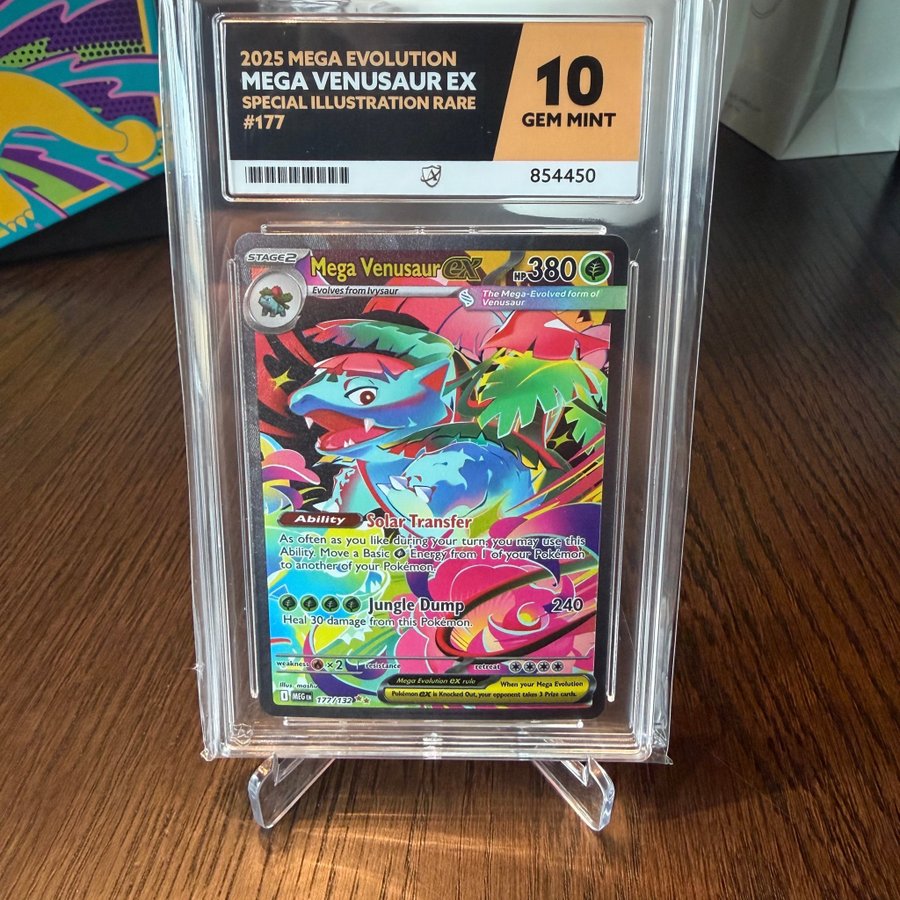 2025 MEGA EVOLUTION
MEGA VENUSAUR EX
SPECIAL ILLUSTRATION RARE
#177
10
GEM MINT
854450
STAGE2
Mega Venusaur ex
HP380
Evolves from Ivysaur
The Mega-Evolved form of
Venusaur
Ability Solar Transfer
As often as you like during your turn, you may use this
Ability. Move a Basic Energy from 1 of your Pokémon
to another of your Pokémon.
Jungle Dump 240
Heal 30 damage from this Pokémon.
weakness ×2 resistance retreat
Illus. moshu
Mega Evolution ex rule
When your Mega Evolution
Pokémon ex is Knocked Out, your opponent takes 3 Prize cards.
I MEG EN 177/132